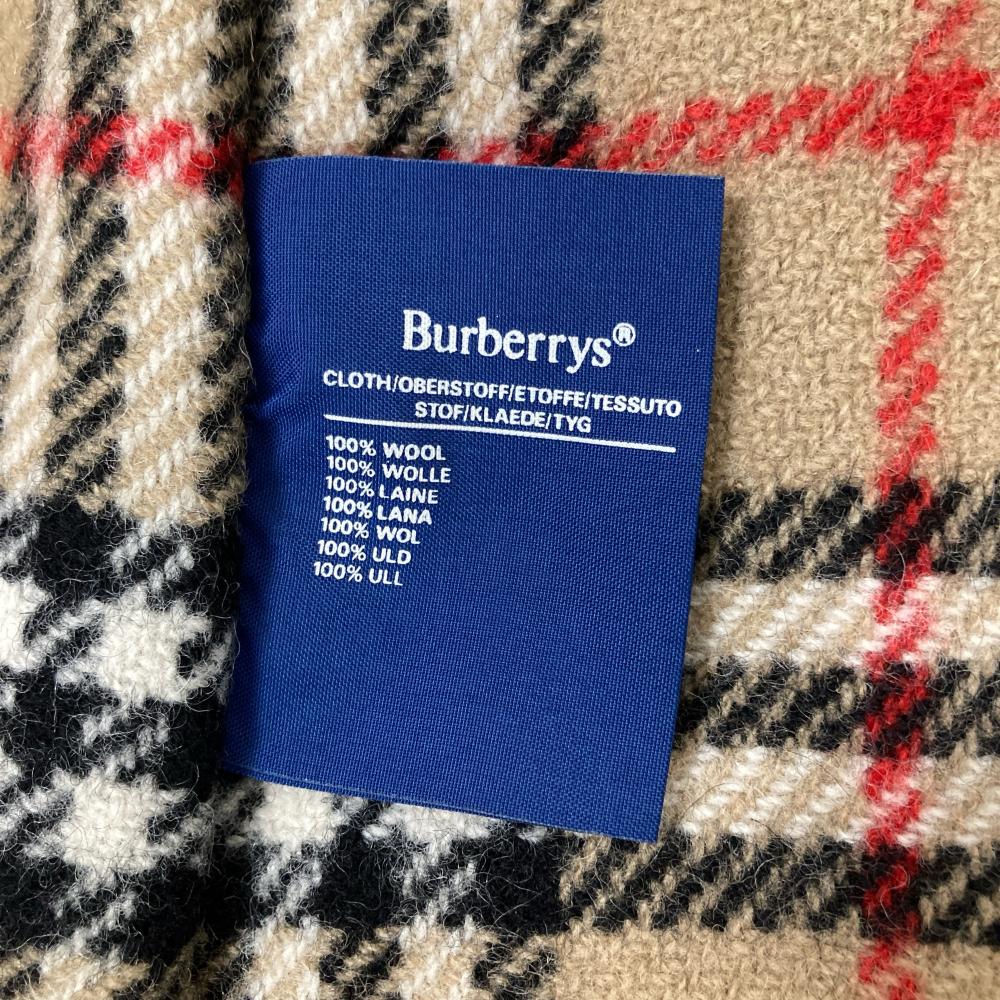 Burberrys®
CLOTH/OBERSTOFF/ETOFFE/TESSUTO
STOF/KLAEDE/TYG
100% WOOL
100% WOLLE
100% LAINE
100% LANA
100% WOL
100% ULD
100% ULL